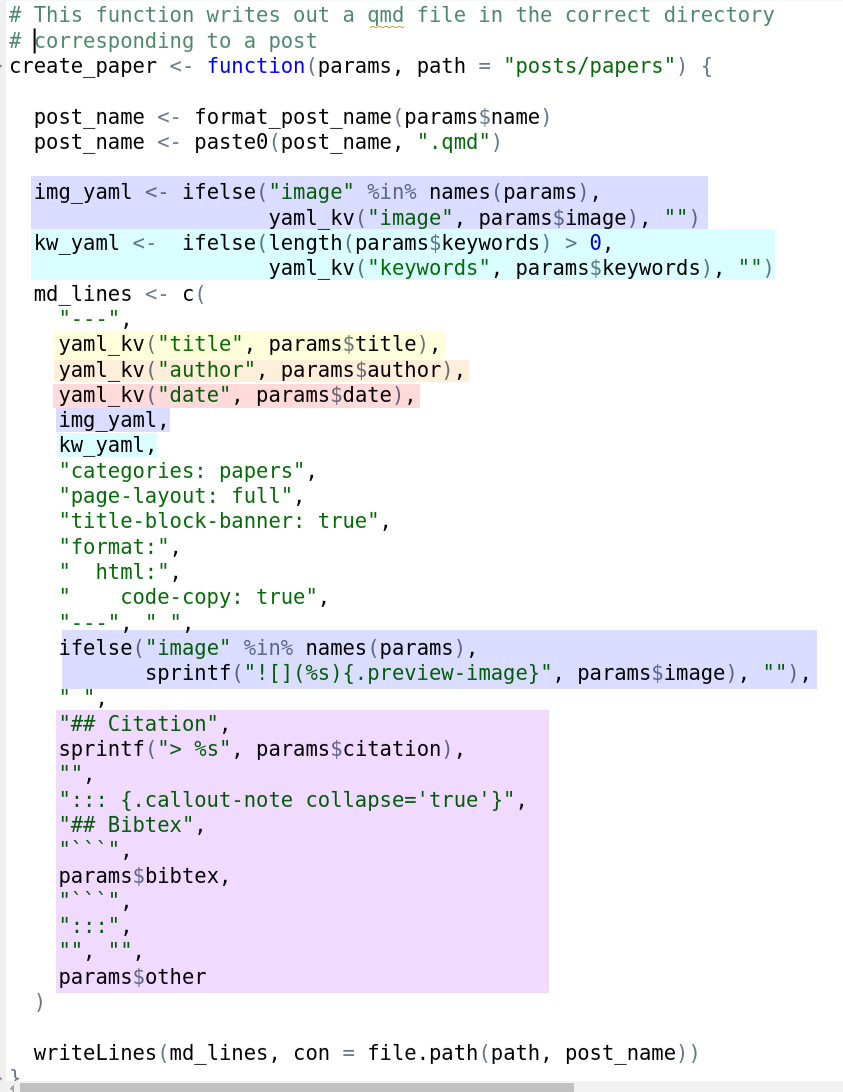 # This function writes out a qmd file in the correct directory
# corresponding to a post
create_paper <- function(params, path = "posts/papers") {
  post_name <- format_post_name(params$name)
  post_name <- paste0(post_name, ".qmd")
  img_yaml <- ifelse("image" %in% names(params),
                     yaml_kv("image", params$image), "")
  kw_yaml <-  ifelse(length(params$keywords) > 0,
                     yaml_kv("keywords", params$keywords), "")
  md_lines <- c(
    "---",
    yaml_kv("title", params$title),
    yaml_kv("author", params$author),
    yaml_kv("date", params$date),
    img_yaml,
    kw_yaml,
    "categories: papers",
    "page-layout: full",
    "title-block-banner: true",
    "format:",
    "  html:",
    "    code-copy: true",
    "---", " ",
    ifelse("image" %in% names(params),
           sprintf("![](%s){.preview-image}", params$image), ""),
    " ",
    "## Citation",
    sprintf("> %s", params$citation),
    "",
    "::: {.callout-note collapse='true'}",
    "## Bibtex",
    "```",
    params$bibtex,
    "```",
    ":::",
    "", "",
    params$other
  )
  writeLines(md_lines, con = file.path(path, post_name))
}